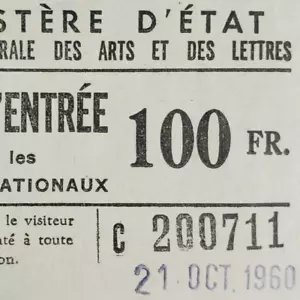 STÈRE D'ÉTAT
RALE DES ARTS ET DES LETTRES
'ENTRÉE
100 FR.
les
ATIONAUX
le visiteur
té à toute
on.
C 200711
21 OCT. 1960